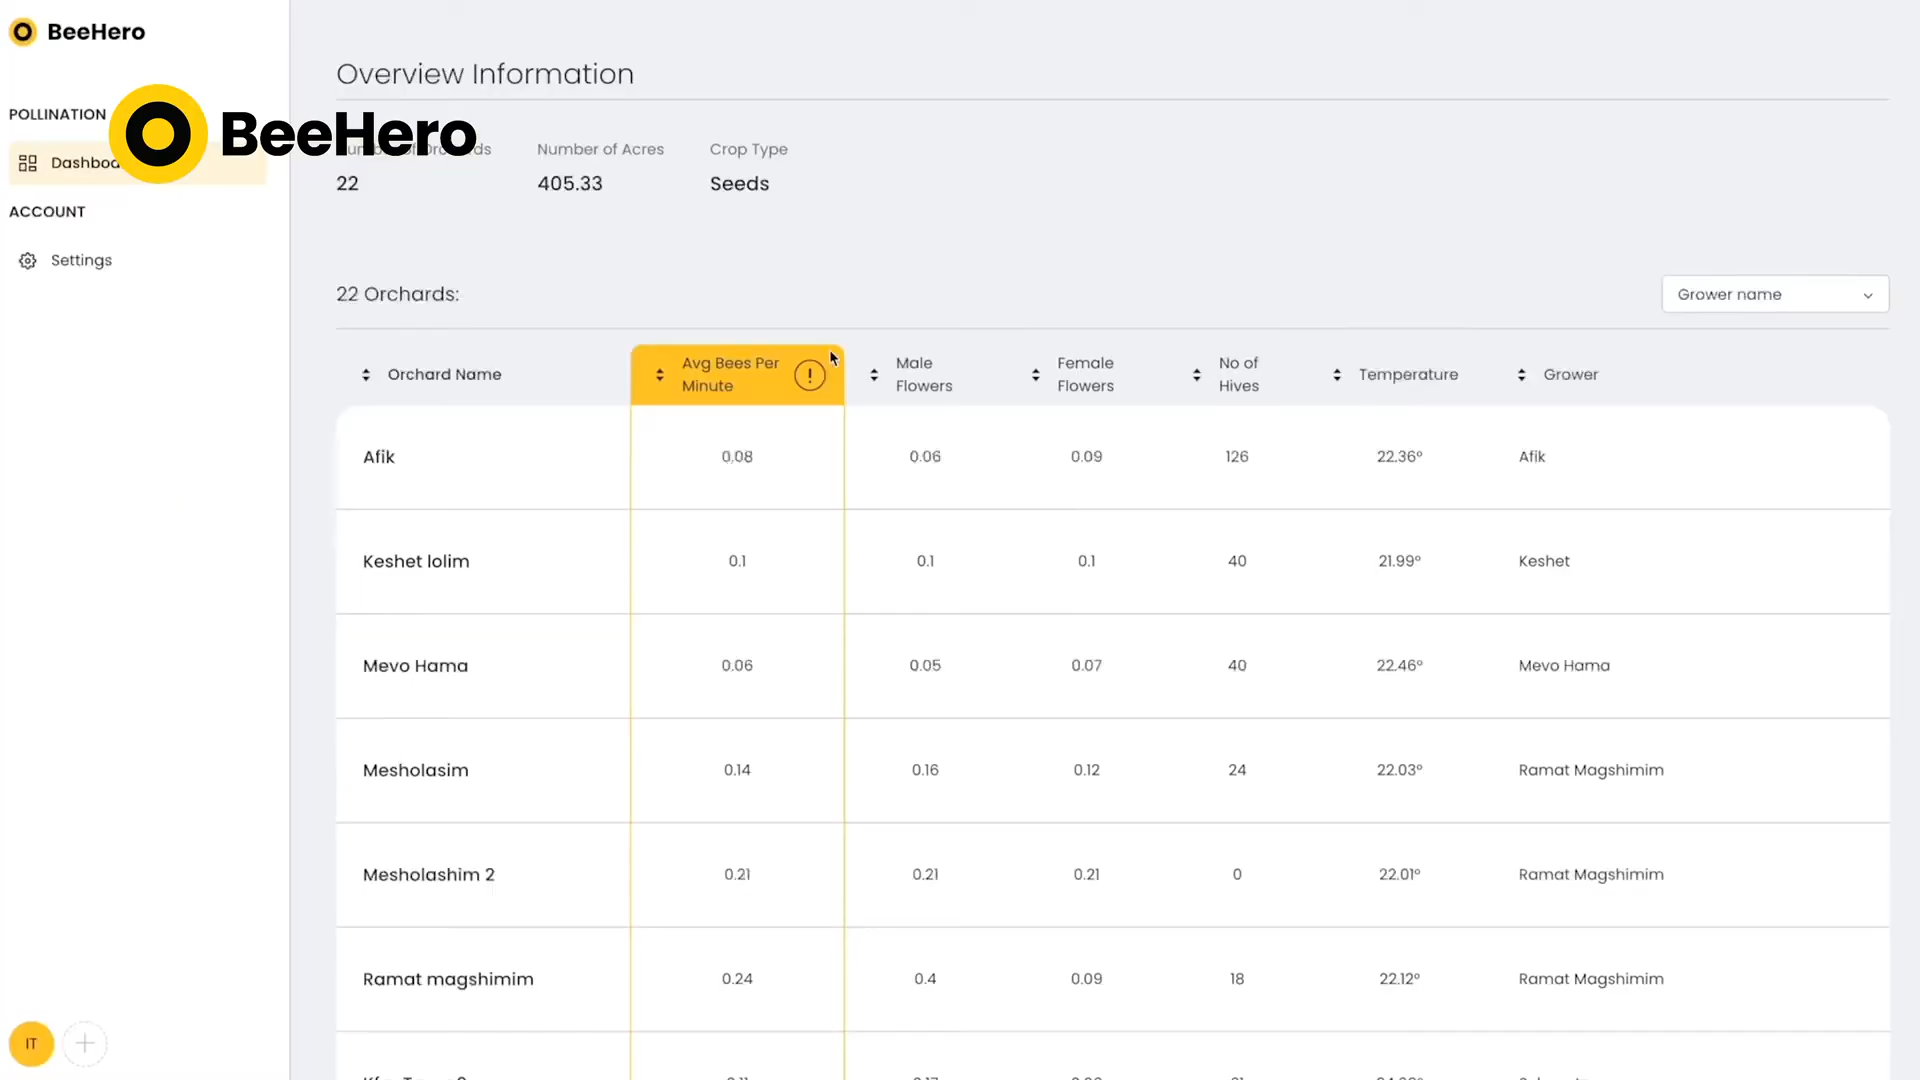 BeeHero
POLLINATION
BeeHero
Dashboa
Number of Orchards
Number of Acres
Crop Type
22
405.33
Seeds
Overview Information
ACCOUNT
Settings
22 Orchards:
Grower name
Orchard Name
Avg Bees Per
Minute
Male
Flowers
Female
Flowers
No of
Hives
Temperature
Grower
Afik 0.08 0.06 0.09 126 22.36° Afik
Keshet lolim 0.1 0.1 0.1 40 21.99° Keshet
Mevo Hama 0.06 0.05 0.07 40 22.46° Mevo Hama
Mesholasim 0.14 0.16 0.12 24 22.03° Ramat Magshimim
Mesholashim 2 0.21 0.21 0.21 0 22.01° Ramat Magshimim
Ramat magshimim 0.24 0.4 0.09 18 22.12° Ramat Magshimim
IT